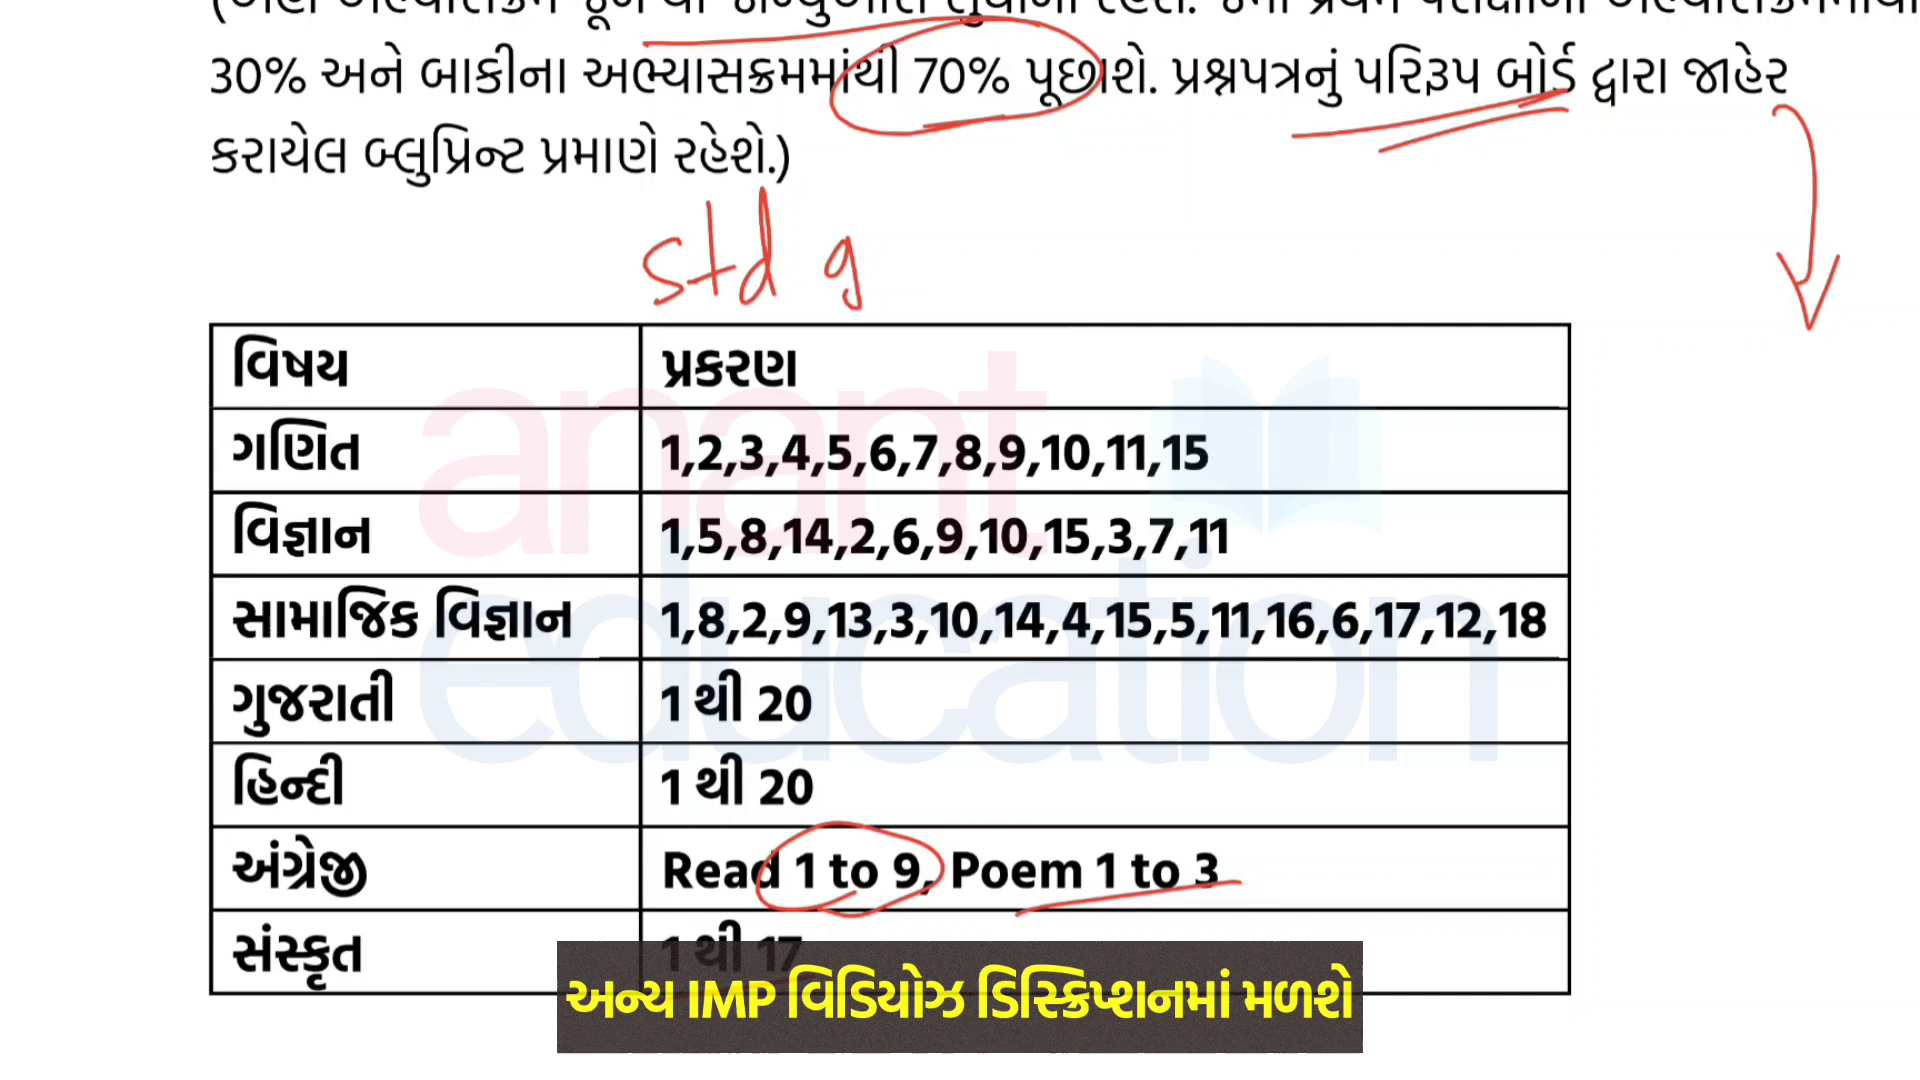 30% અને બાકીના અભ્યાસક્રમમાંથી 70% પૂછાશે. પ્રશ્નપત્રનું પરિરૂપ બોર્ડ દ્વારા જાહેર
કરાયેલ બ્લુપ્રિન્ટ પ્રમાણે રહેશે.)
std 9
વિષય પ્રકરણ
ગણિત 1,2,3,4,5,6,7,8,9,10,11,15
વિજ્ઞાન 1,5,8,14,2,6,9,10,15,3,7,11
સામાજિક વિજ્ઞાન 1,8,2,9,13,3,10,14,4,15,5,11,16,6,17,12,18
ગુજરાતી 1 થી 20
હિન્દી 1 થી 20
અંગ્રેજી Read 1 to 9, Poem 1 to 3
સંસ્કૃત 1 થી 17
અન્ય IMP વિડિયોઝ ડિસ્ક્રિપ્શનમાં મળશે
anant
education